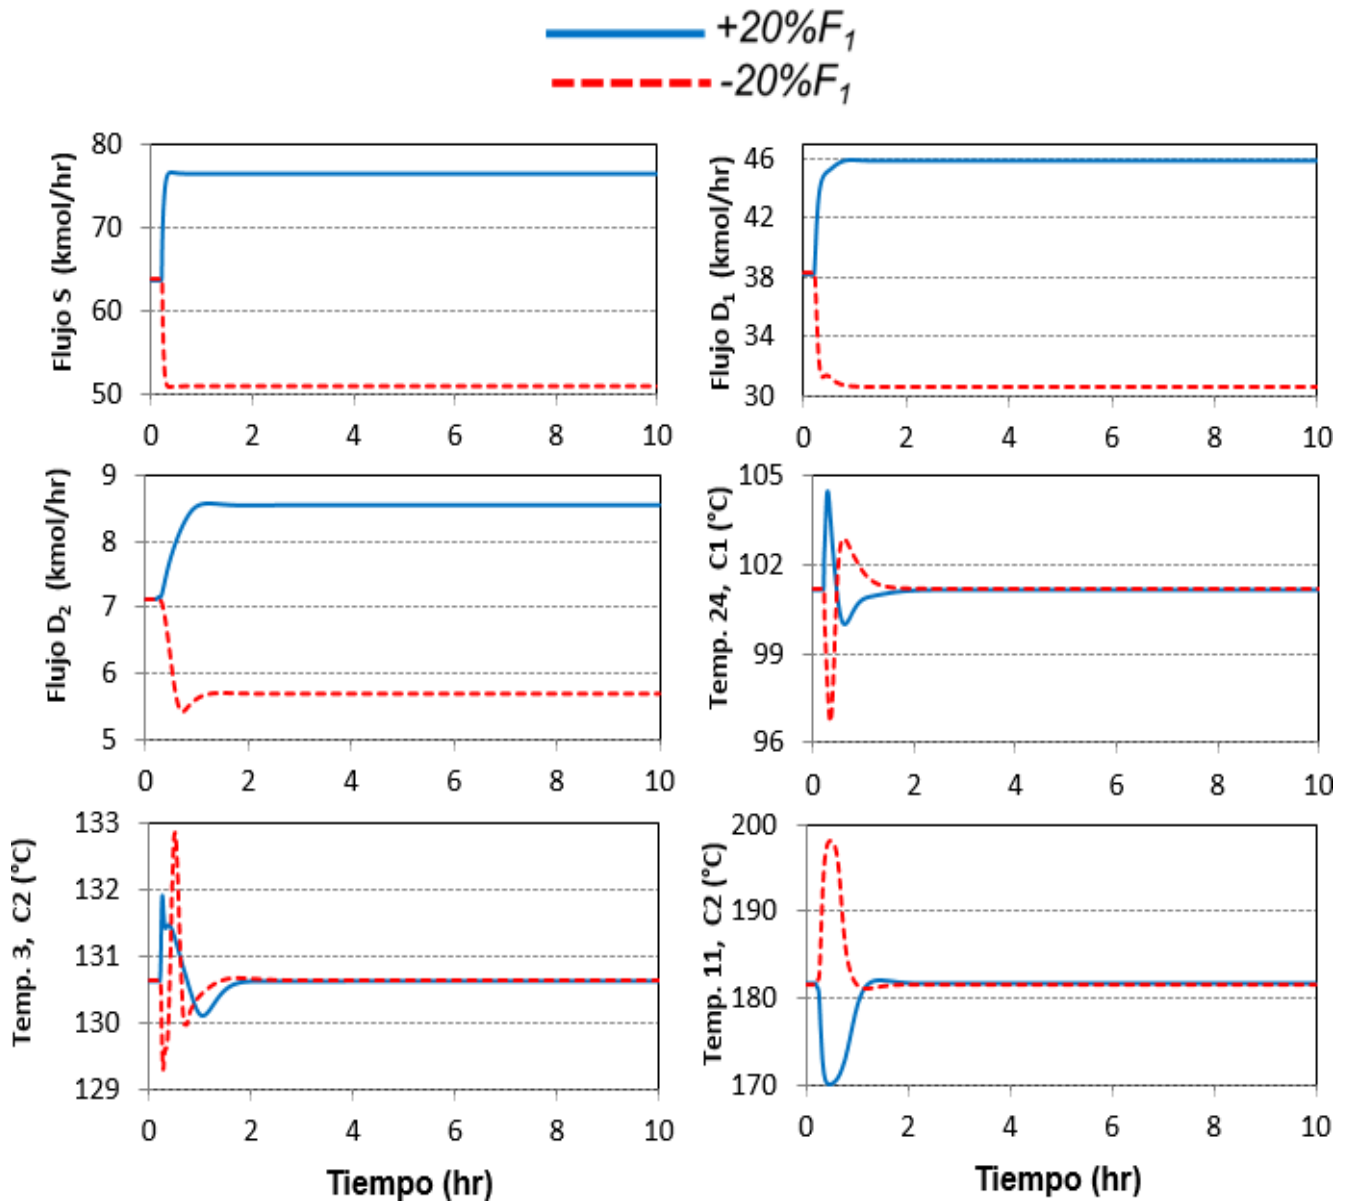 +20%F1
-20%F1
Flujo S (kmol/hr)
80
70
60
50
0 2 4 6 8 10
Flujo D1 (kmol/hr)
46
42
38
34
30
0 2 4 6 8 10
Flujo D2 (kmol/hr)
9
8
7
6
5
0 2 4 6 8 10
Temp. 24, C1 (°C)
105
102
99
96
0 2 4 6 8 10
Temp. 3, C2 (°C)
133
132
131
130
129
0 2 4 6 8 10
Tiempo (hr)
Temp. 11, C2 (°C)
200
190
180
170
0 2 4 6 8 10
Tiempo (hr)